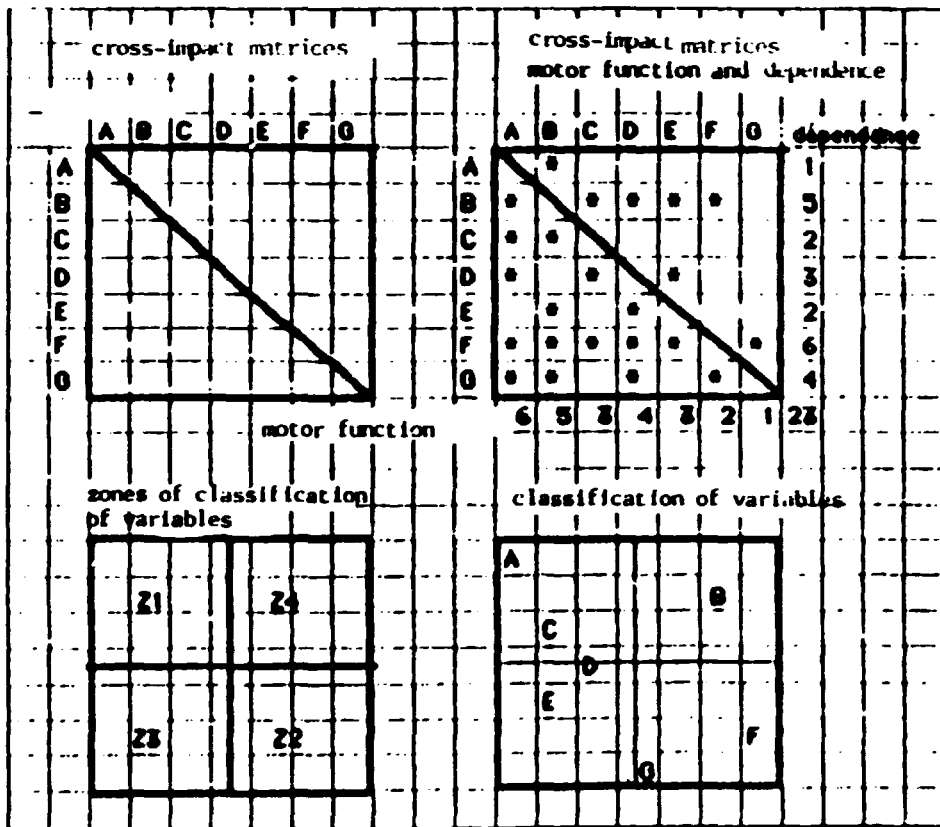 cross-impact matrices
A B C D E F G
A
B
C
D
E
F
G
cross-impact matrices
motor function and dependence
A B C D E F G dependence
A * 1
B * * * * * 5
C * * 2
D * * * 3
E * * 2
F * * * * * * 6
G * * * * 4
6 5 3 4 3 2 1 23
motor function
zones of classification
of variables
Z1 Z4
Z3 Z2
classification of variables
A
B
C
D
E
F
G